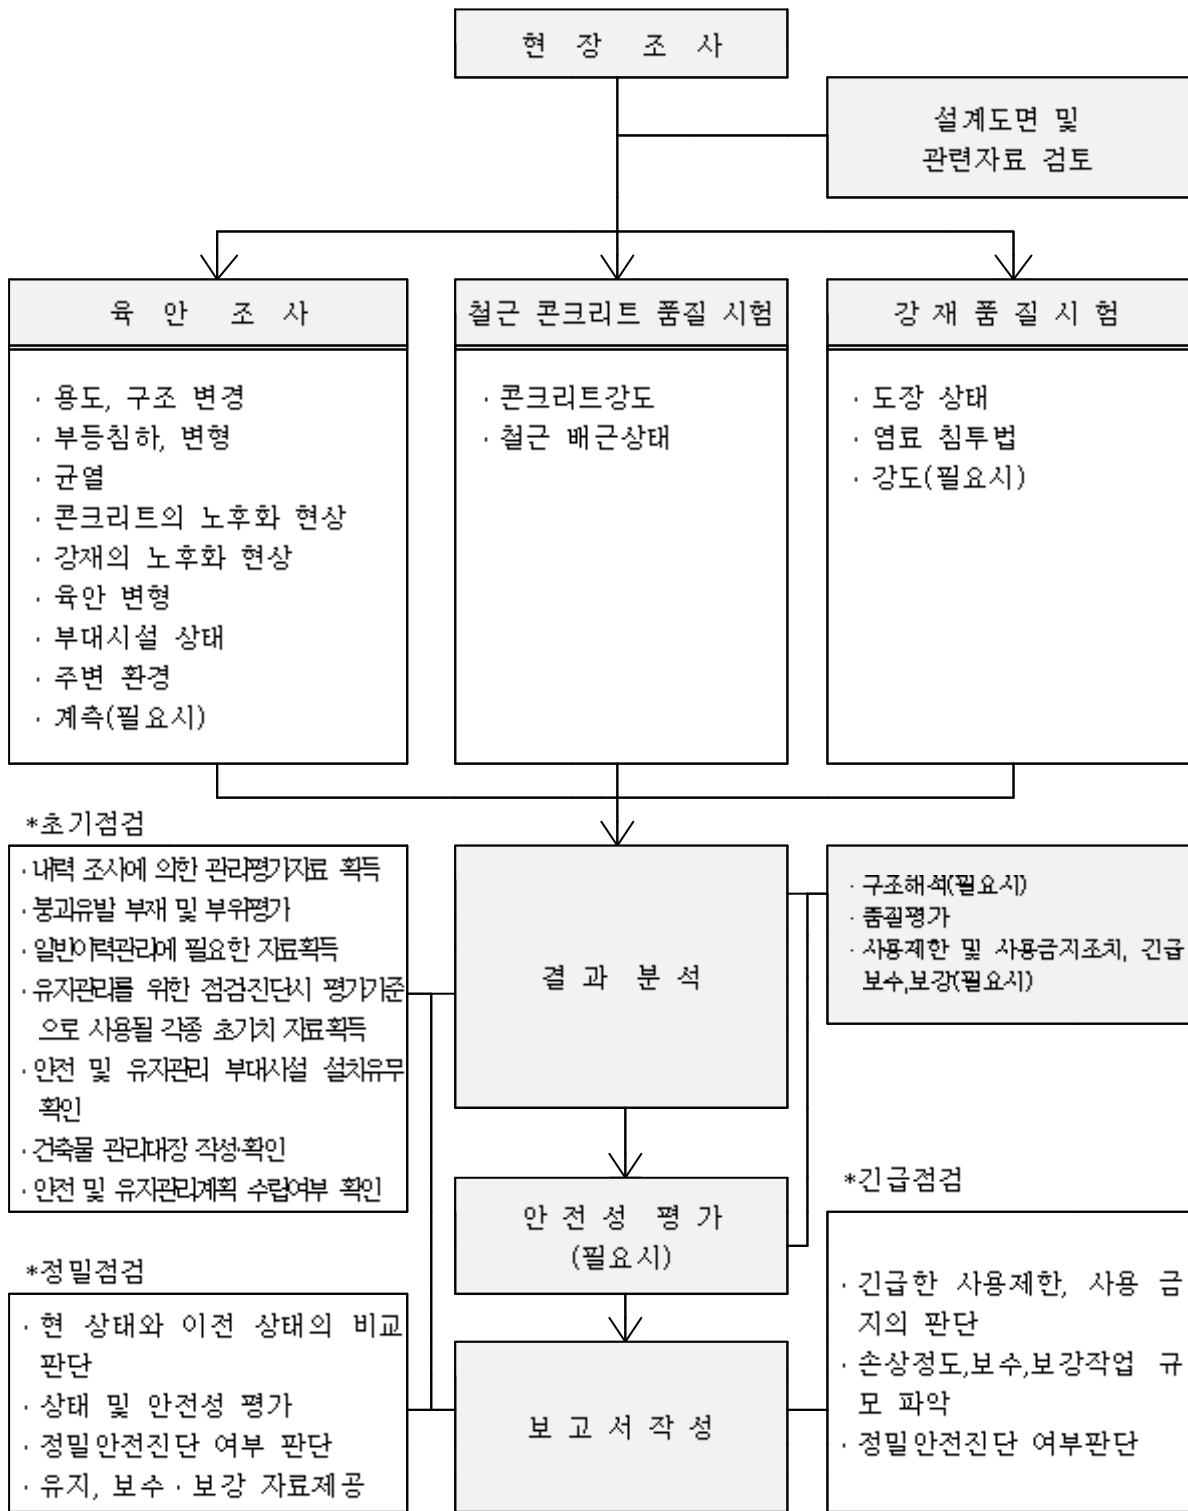 현 장 조 사
설계도면 및
관련자료 검토
육 안 조 사
· 용도, 구조 변경
· 부등침하, 변형
· 균열
· 콘크리트의 노후화 현상
· 강재의 노후화 현상
· 육안 변형
· 부대시설 상태
· 주변 환경
· 계측(필요시)
철근 콘크리트 품질 시험
· 콘크리트강도
· 철근 배근상태
강 재 품 질 시 험
· 도장 상태
· 염료 침투법
· 강도(필요시)
*초기점검
· 내력 조사에 의한 관리평가자료 획득
· 붕괴유발 부재 및 부위평가
· 일반이력관리에 필요한 자료획득
· 유지관리를 위한 점검진단시 평가기준
으로 사용될 각종 초기치 자료획득
· 안전 및 유지관리 부대시설 설치유무
확인
· 건축물 관리대장 작성·확인
· 안전 및 유지관리계획 수립여부 확인
결 과 분 석
· 구조해석(필요시)
· 품질평가
· 사용제한 및 사용금지조치, 긴급
보수,보강(필요시)
안 전 성 평 가
(필요시)
*긴급점검
· 긴급한 사용제한, 사용 금
지의 판단
· 손상정도,보수,보강작업 규
모 파악
· 정밀안전진단 여부판단
*정밀점검
· 현 상태와 이전 상태의 비교
판단
· 상태 및 안전성 평가
· 정밀안전진단 여부 판단
· 유지, 보수 · 보강 자료제공
보 고 서 작 성